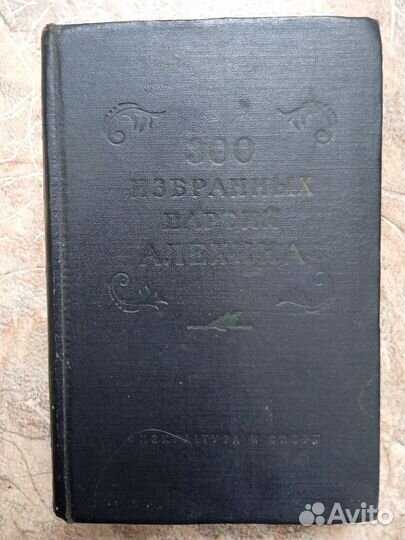 300
ИЗБРАННЫХ
ПАРТИЙ
АЛЕХИНА
ФИЗКУЛЬТУРА И СПОРТ
Avito